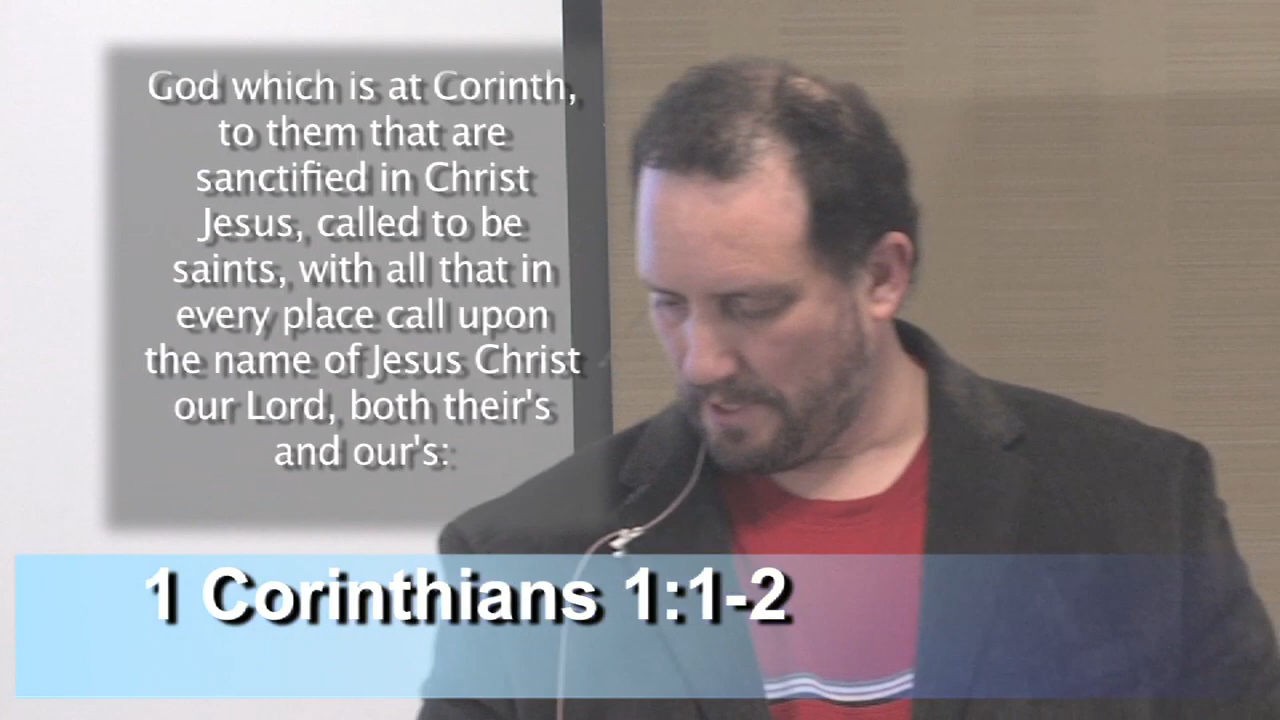 God which is at Corinth,
to them that are
sanctified in Christ
Jesus, called to be
saints, with all that in
every place call upon
the name of Jesus Christ
our Lord, both their's
and our's:
1 Corinthians 1:1-2